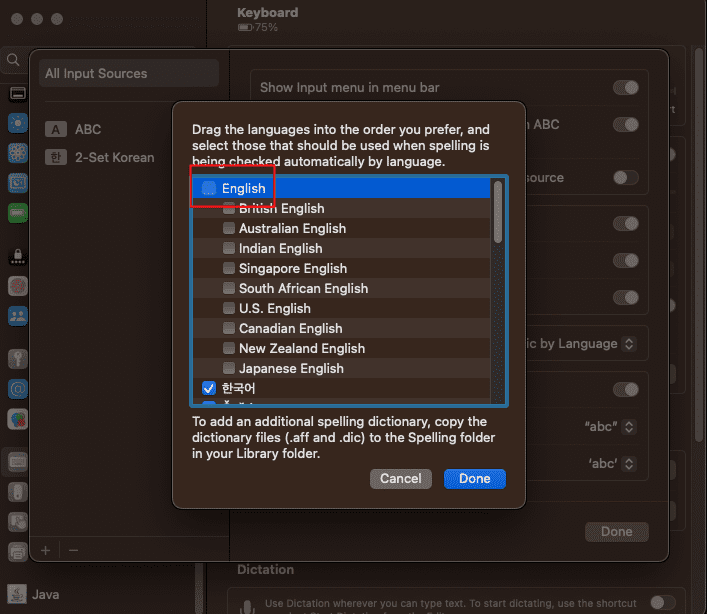 Keyboard
75%
All Input Sources
A ABC
한 2-Set Korean
Show Input menu in menu bar
ABC
Drag the languages into the order you prefer, and
select those that should be used when spelling is
being checked automatically by language.
English
British English
Australian English
Indian English
Singapore English
South African English
U.S. English
Canadian English
New Zealand English
Japanese English
한국어
by Language
“abc”
‘abc’
To add an additional spelling dictionary, copy the
dictionary files (.aff and .dic) to the Spelling folder
in your Library folder.
Cancel
Done
Done
+ −
Java
Dictation
Use Dictation wherever you can type text. To start dictating, use the shortcut